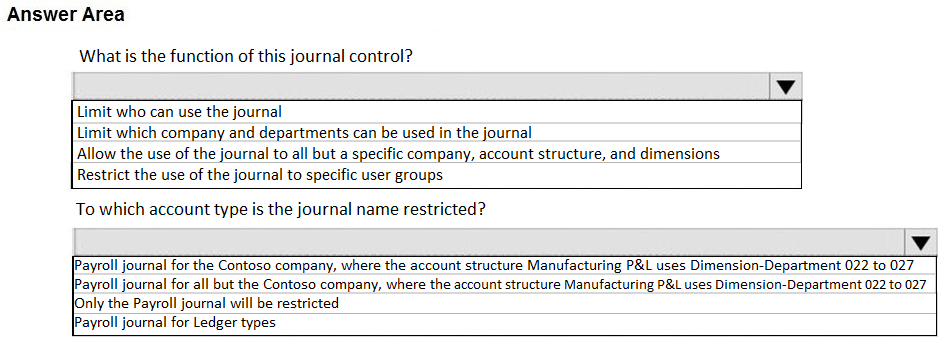 Answer Area
What is the function of this journal control?
Limit who can use the journal
Limit which company and departments can be used in the journal
Allow the use of the journal to all but a specific company, account structure, and dimensions
Restrict the use of the journal to specific user groups
To which account type is the journal name restricted?
Payroll journal for the Contoso company, where the account structure Manufacturing P&L uses Dimension-Department 022 to 027
Payroll journal for all but the Contoso company, where the account structure Manufacturing P&L uses Dimension-Department 022 to 027
Only the Payroll journal will be restricted
Payroll journal for Ledger types